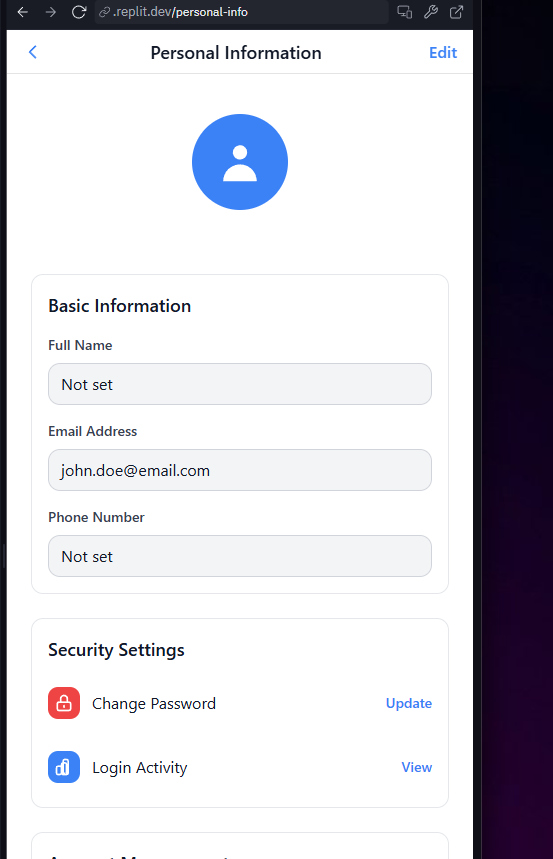 .replit.dev/personal-info
Personal Information
Edit
Basic Information
Full Name
Not set
Email Address
john.doe@email.com
Phone Number
Not set
Security Settings
Change Password
Update
Login Activity
View